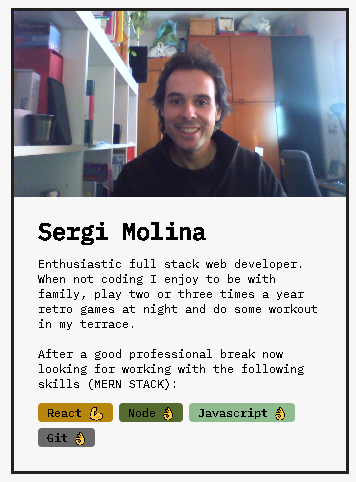 Sergi Molina
Enthusiastic full stack web developer.
When not coding I enjoy to be with
family, play two or three times a year
retro games at night and do some workout
in my terrace.
After a good professional break now
looking for working with the following
skills (MERN STACK):
React 💪 Node 👌 Javascript 👌
Git 👌